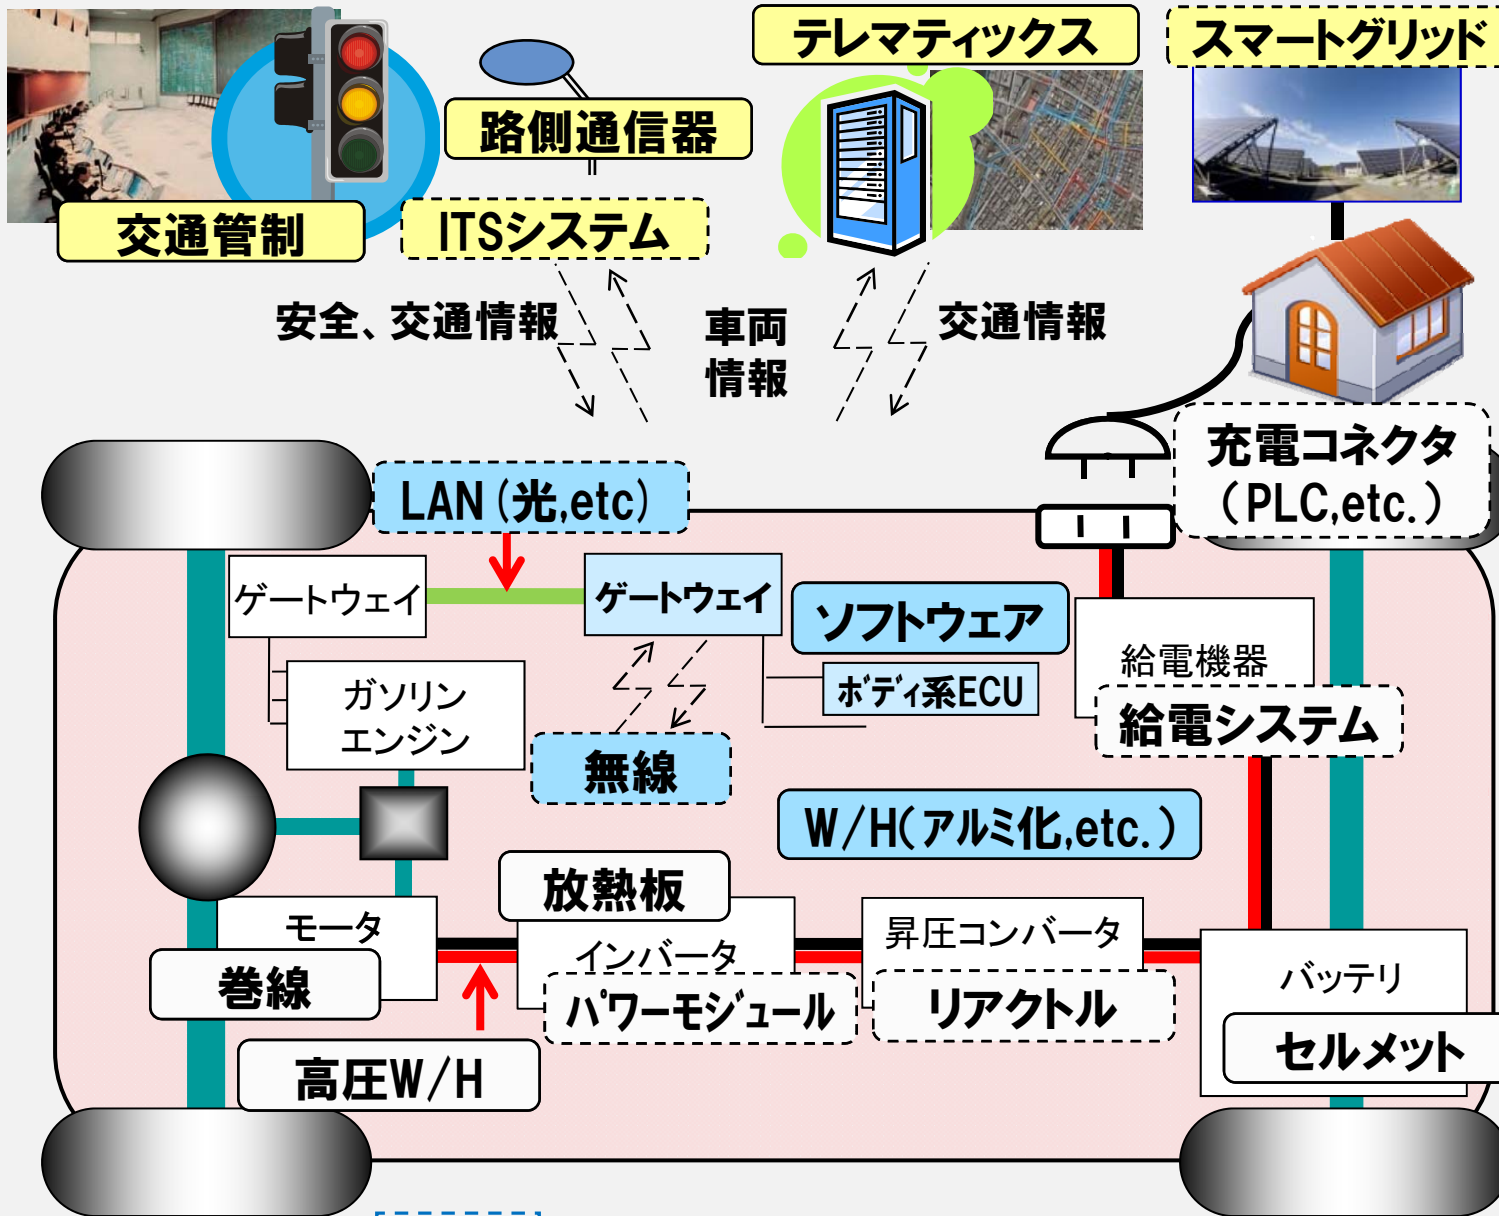 テレマティックス
スマートグリッド
路側通信器
交通管制
ITSシステム
安全、交通情報
車両
情報
交通情報
充電コネクタ
(PLC,etc.)
LAN(光,etc)
ゲートウェイ
ゲートウェイ
ソフトウェア
給電機器
ボディ系ECU
ガソリン
エンジン
給電システム
無線
W/H(アルミ化,etc.)
放熱板
モータ
インバータ
昇圧コンバータ
バッテリ
巻線
パワーモジュール
リアクトル
セルメット
高圧W/H